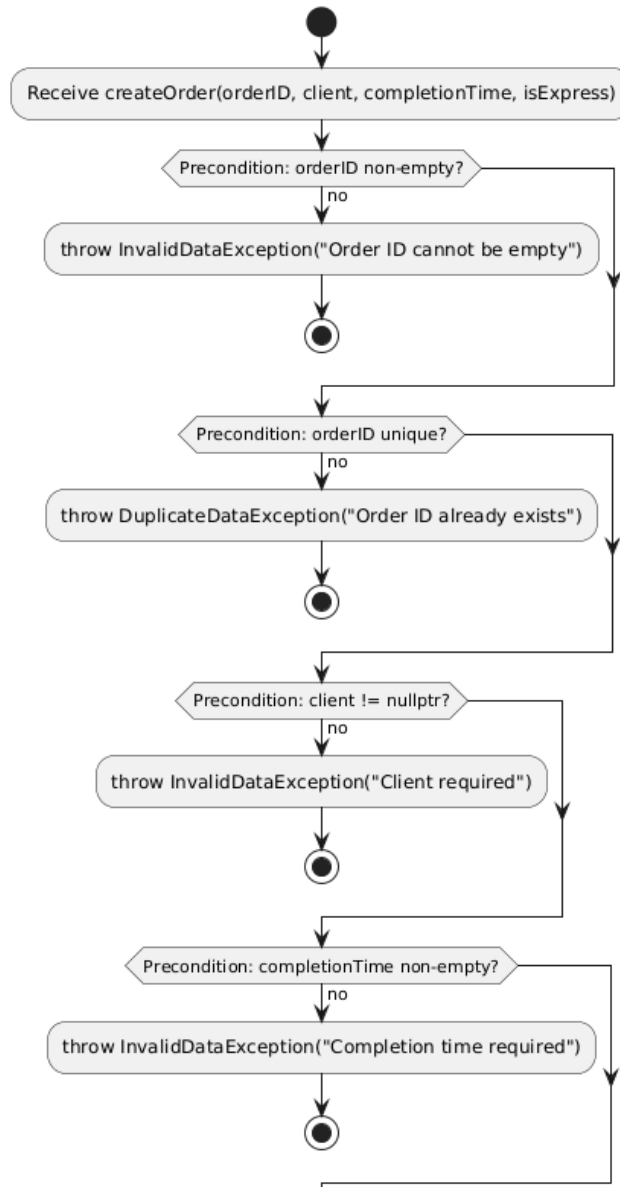 Receive createOrder(orderID, client, completionTime, isExpress)
Precondition: orderID non-empty?
no
throw InvalidDataException("Order ID cannot be empty")
Precondition: orderID unique?
no
throw DuplicateDataException("Order ID already exists")
Precondition: client != nullptr?
no
throw InvalidDataException("Client required")
Precondition: completionTime non-empty?
no
throw InvalidDataException("Completion time required")